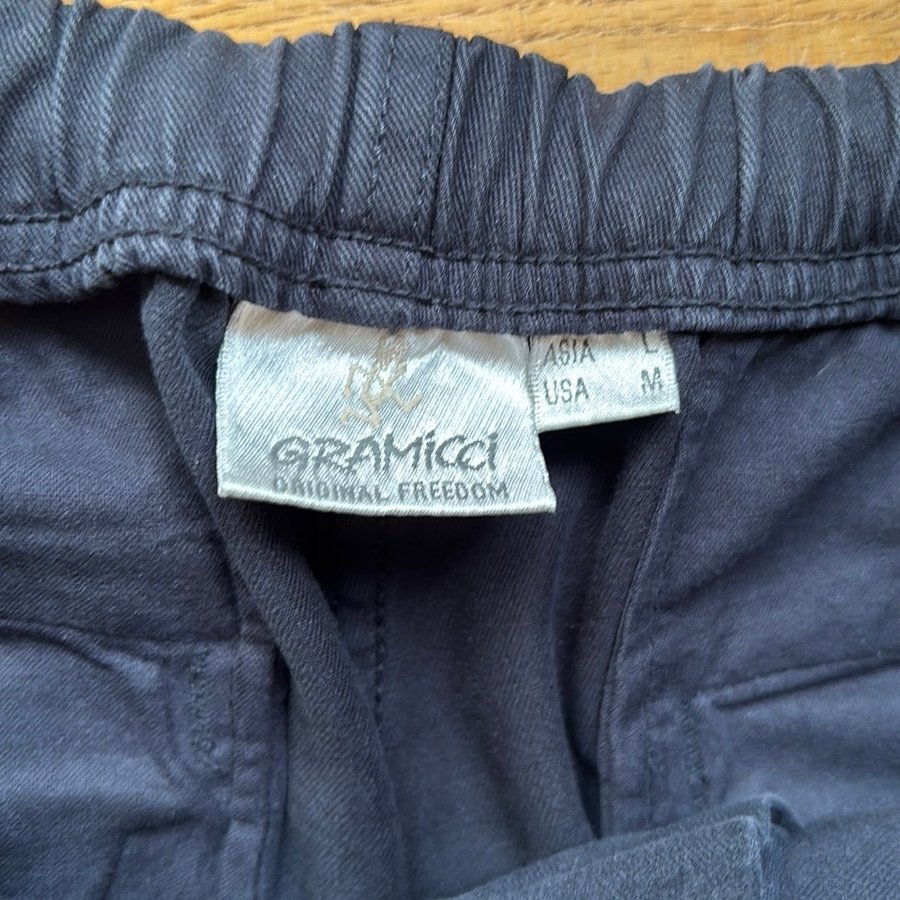 GRAMiCCi
ORIGINAL FREEDOM
ASIA L
USA M